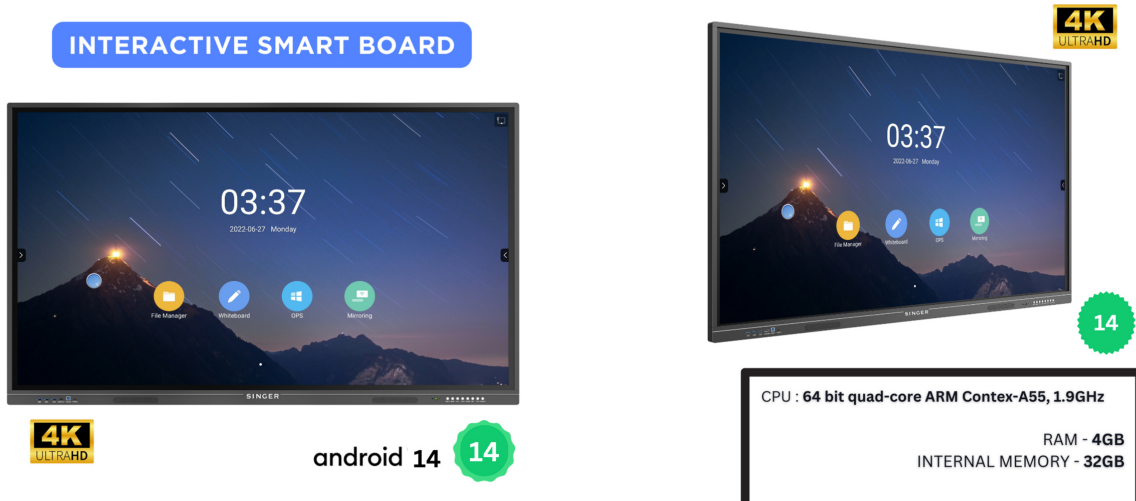 INTERACTIVE SMART BOARD
03:37
2022-06-27 Monday
File Manager
Whiteboard
OPS
Mirroring
SINGER
4K
ULTRAHD
android 14
14
4K
ULTRAHD
03:37
2022-06-27 Monday
File Manager
Whiteboard
OPS
Mirroring
SINGER
14
CPU : 64 bit quad-core ARM Contex-A55, 1.9GHz
RAM - 4GB
INTERNAL MEMORY - 32GB